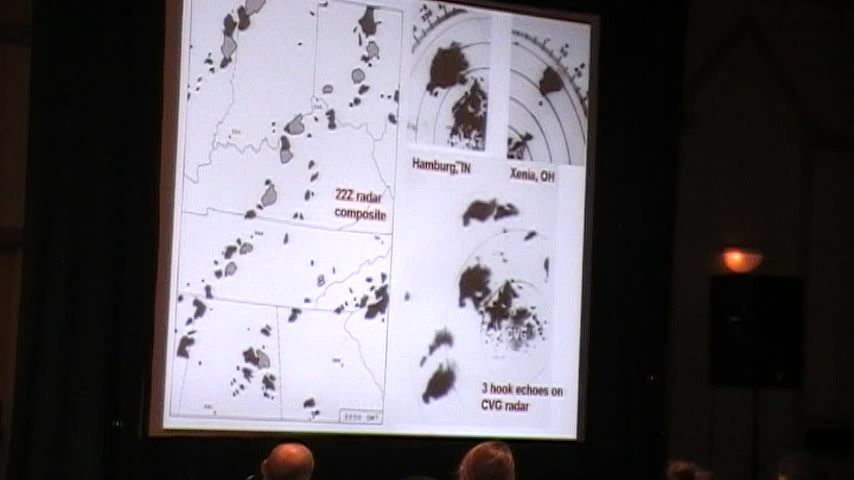 Hamburg, IN
Xenia, OH
22Z radar
composite
CVG
3 hook echoes on
CVG radar